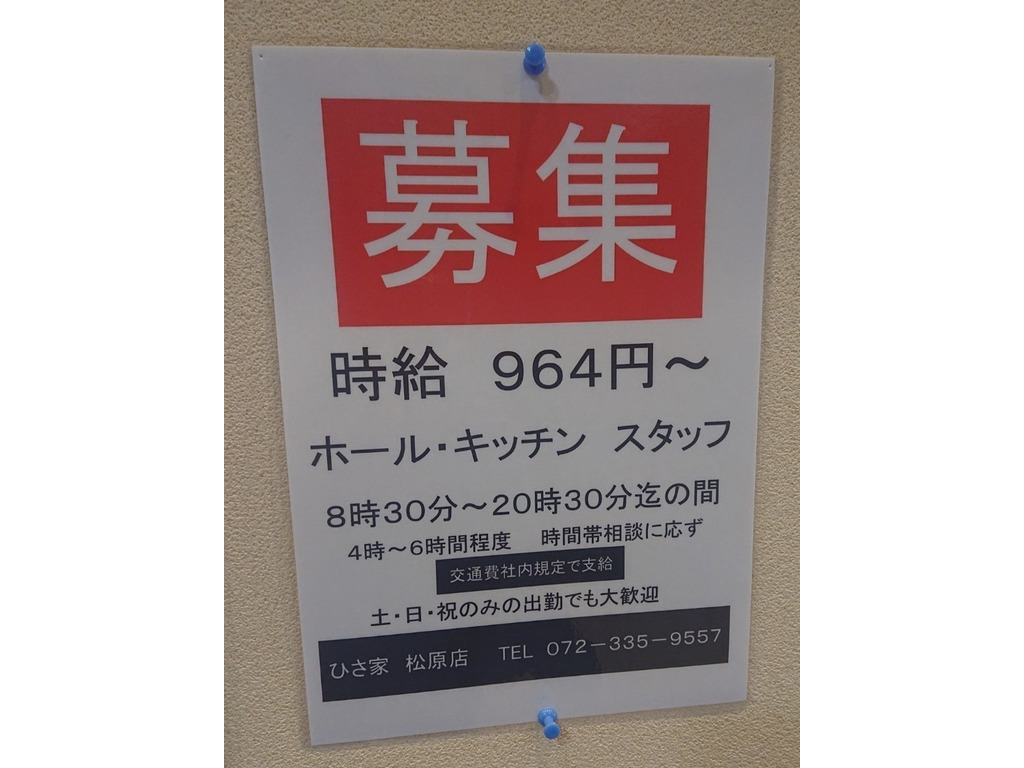 募集
時給　964円～
ホール・キッチン　スタッフ
8時30分～20時30分迄の間
4時～6時間程度　時間帯相談に応ず
交通費社内規定で支給
土・日・祝のみの出勤でも大歓迎
ひさ家　松原店　TEL 072－335－9557